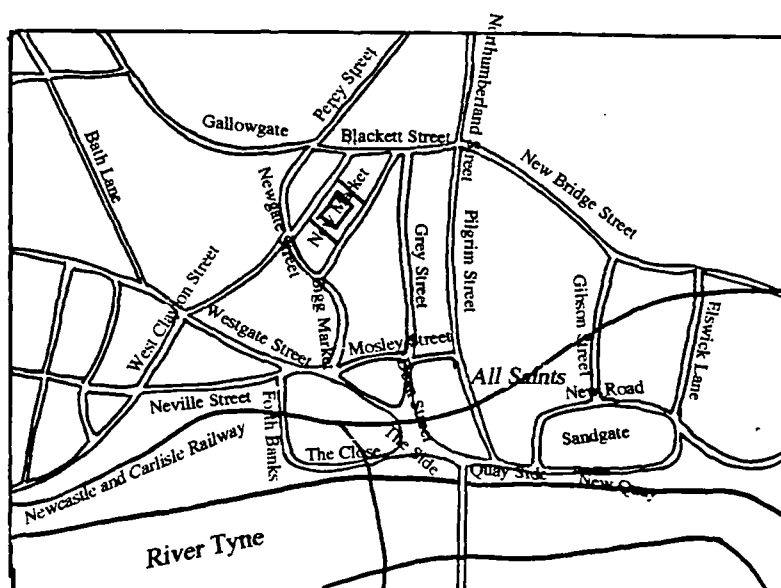 Northumberland Street
Percy Street
Gallowgate
Blackett Street
Bath Lane
New Bridge Street
Newgate Street
New Market
Grey Street
Pilgrim Street
West Clayton Street
Bigg Market
Gibson Street
Elswick Lane
Westgate Street
Mosley Street
Dean Street
All Saints
Neville Street
Forth Banks
New Road
Sandgate
The Side
The Close
Newcastle and Carlisle Railway
Quay Side
New Quay
River Tyne